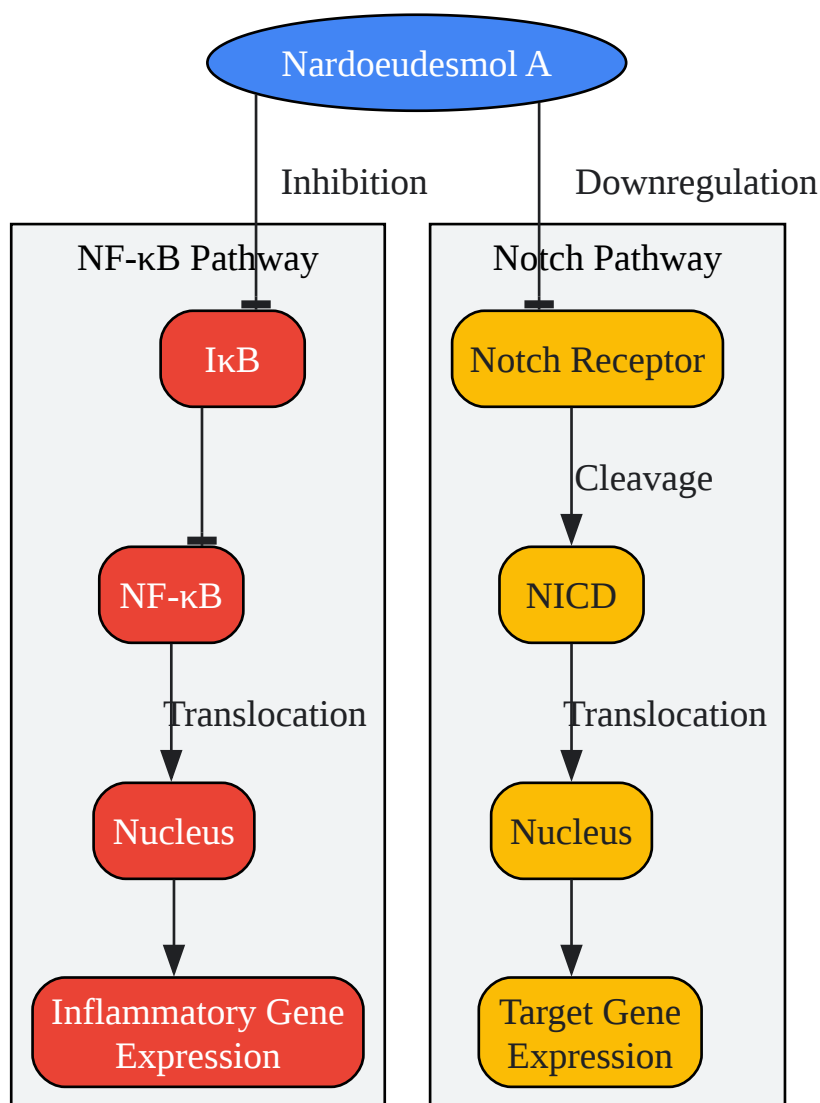 Nardoeudesmol A
Inhibition
Downregulation
NF-κB Pathway
IκB
NF-κB
Translocation
Nucleus
Inflammatory Gene
Expression
Notch Pathway
Notch Receptor
Cleavage
NICD
Translocation
Nucleus
Target Gene
Expression